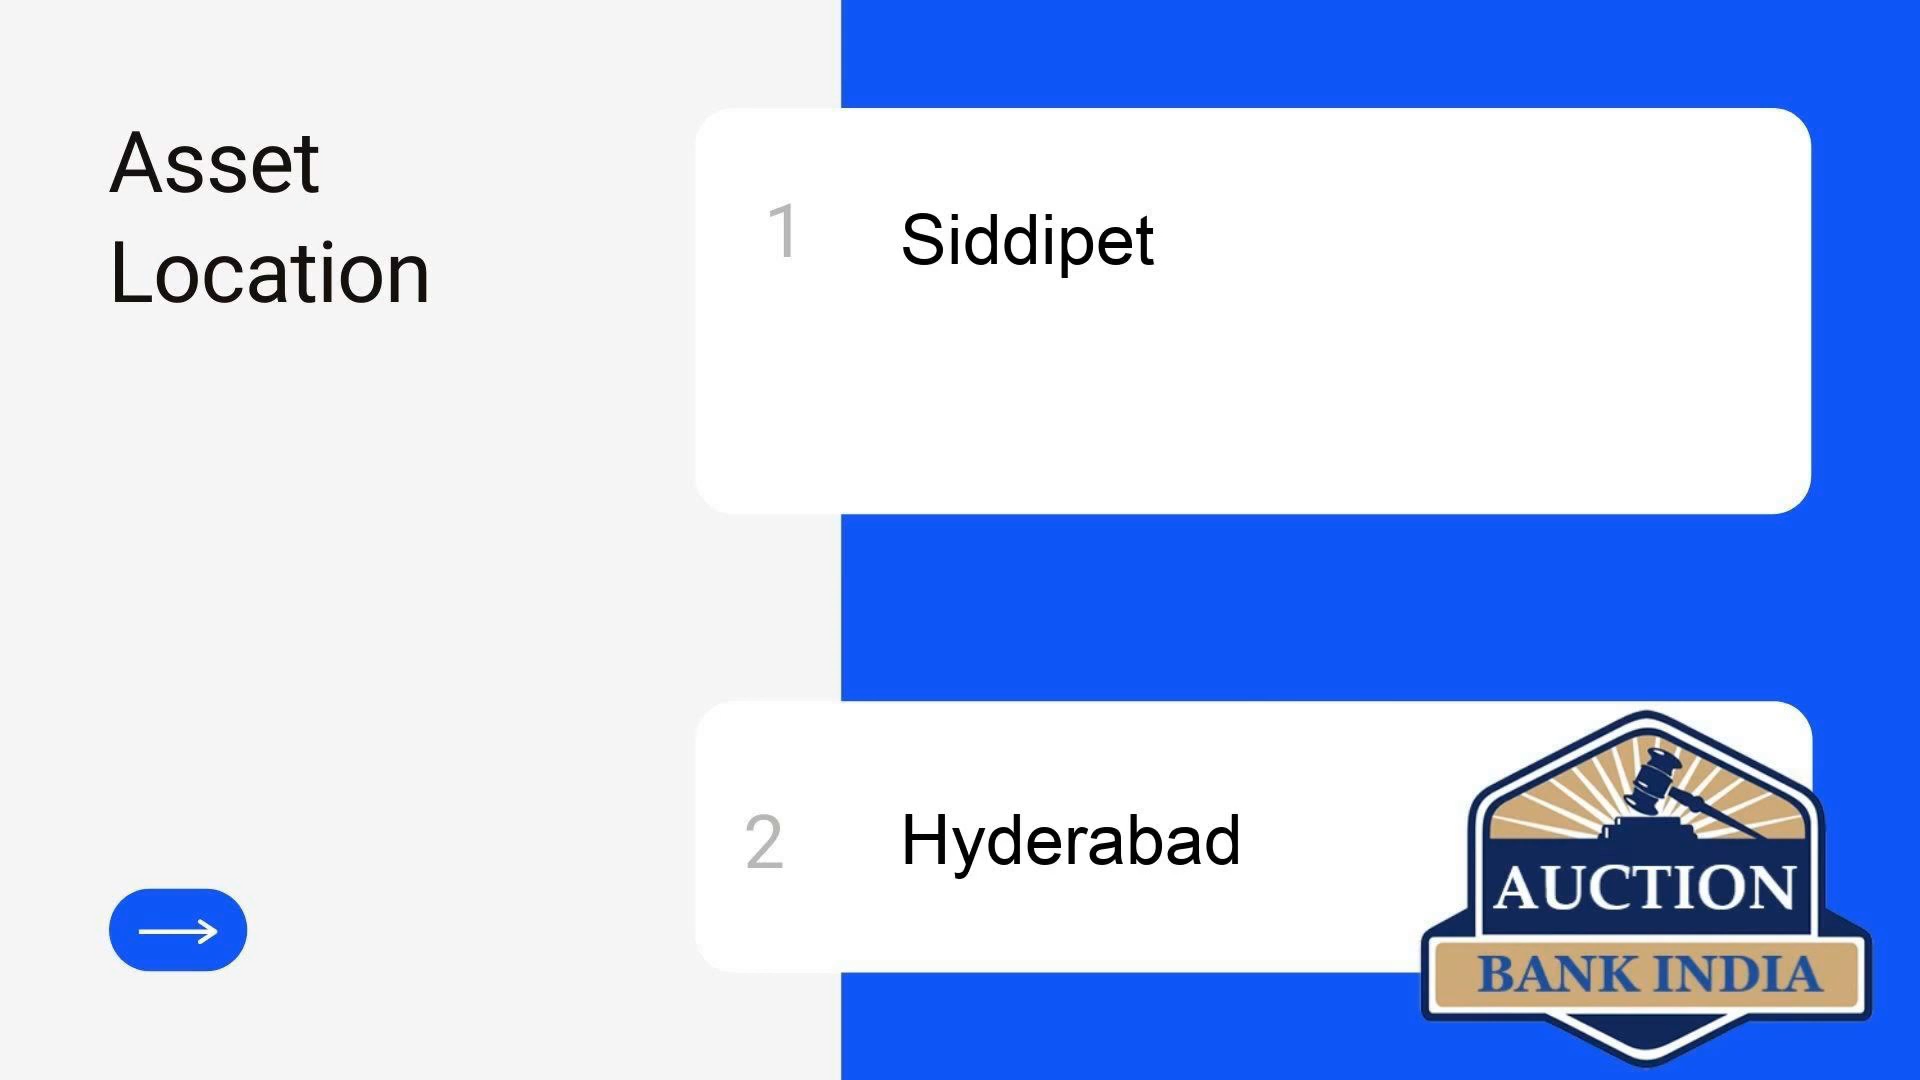 Asset
Location
1
Siddipet
2
Hyderabad
AUCTION
BANK INDIA